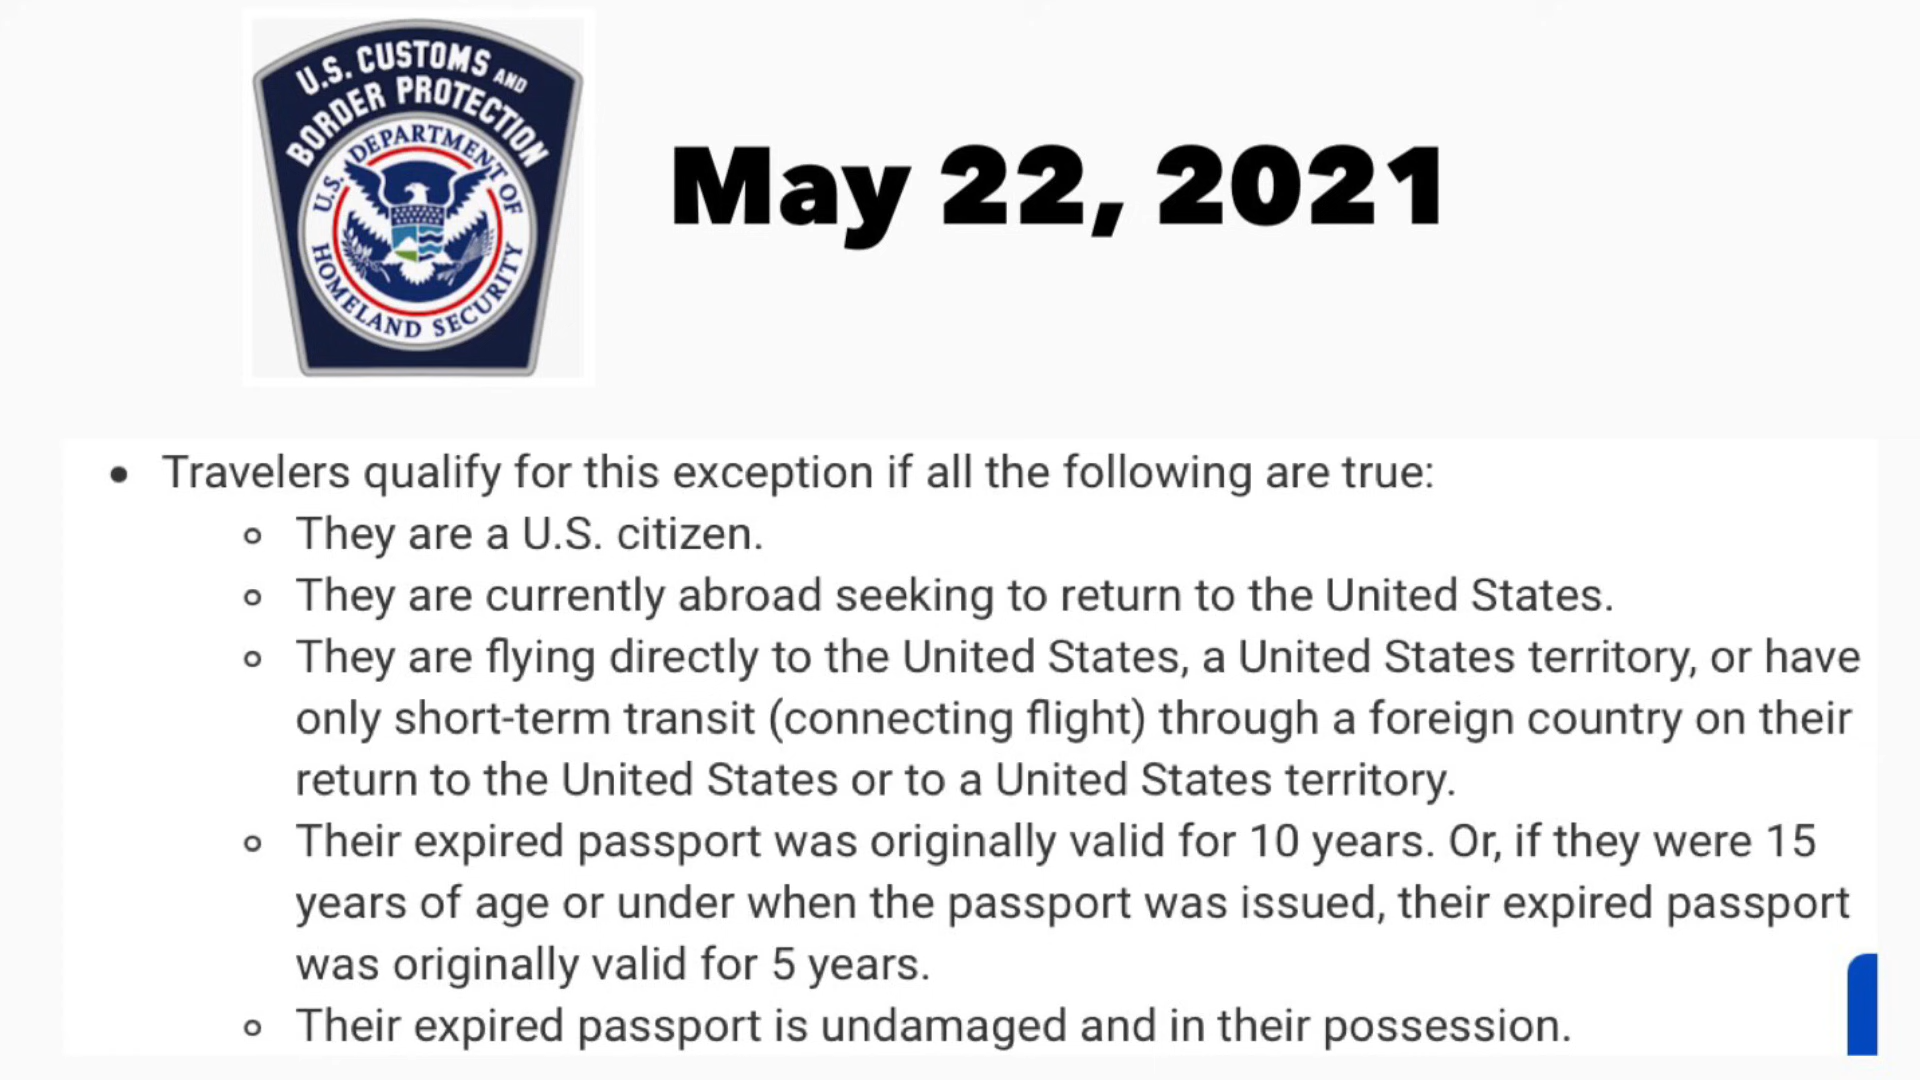 U.S. CUSTOMS AND
BORDER PROTECTION
U.S. DEPARTMENT OF
HOMELAND SECURITY
May 22, 2021
• Travelers qualify for this exception if all the following are true:
o They are a U.S. citizen.
o They are currently abroad seeking to return to the United States.
o They are flying directly to the United States, a United States territory, or have
only short-term transit (connecting flight) through a foreign country on their
return to the United States or to a United States territory.
o Their expired passport was originally valid for 10 years. Or, if they were 15
years of age or under when the passport was issued, their expired passport
was originally valid for 5 years.
o Their expired passport is undamaged and in their possession.